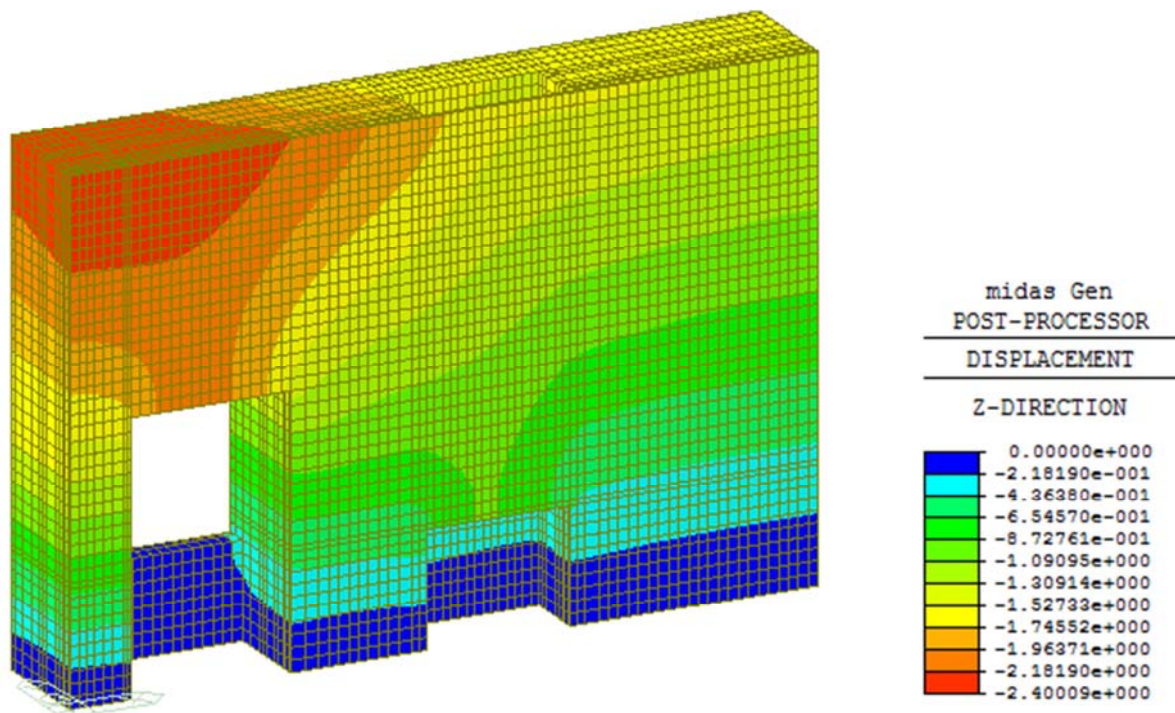 midas Gen
POST-PROCESSOR
DISPLACEMENT
Z-DIRECTION
0.00000e+000
-2.18190e-001
-4.36380e-001
-6.54570e-001
-8.72761e-001
-1.09095e+000
-1.30914e+000
-1.52733e+000
-1.74552e+000
-1.96371e+000
-2.18190e+000
-2.40009e+000